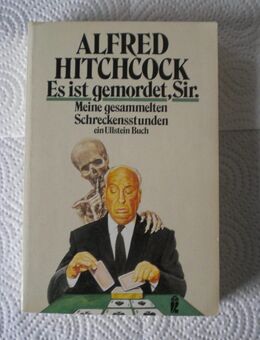 ALFRED
HITCHCOCK
Es ist gemordet, Sir.
Meine gesammelten
Schreckensstunden
ein Ullstein Buch